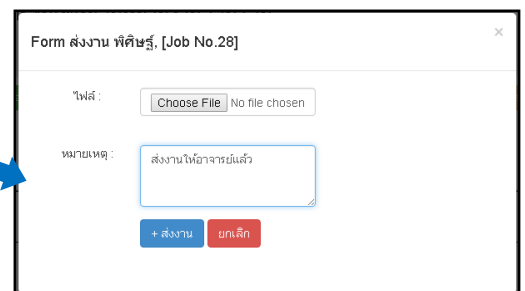 Form ส่งงาน พิศิษฐ์, [Job No.28]
×
ไฟล์ :
Choose File No file chosen
หมายเหตุ :
ส่งงานให้อาจารย์แล้ว
+ ส่งงาน ยกเลิก